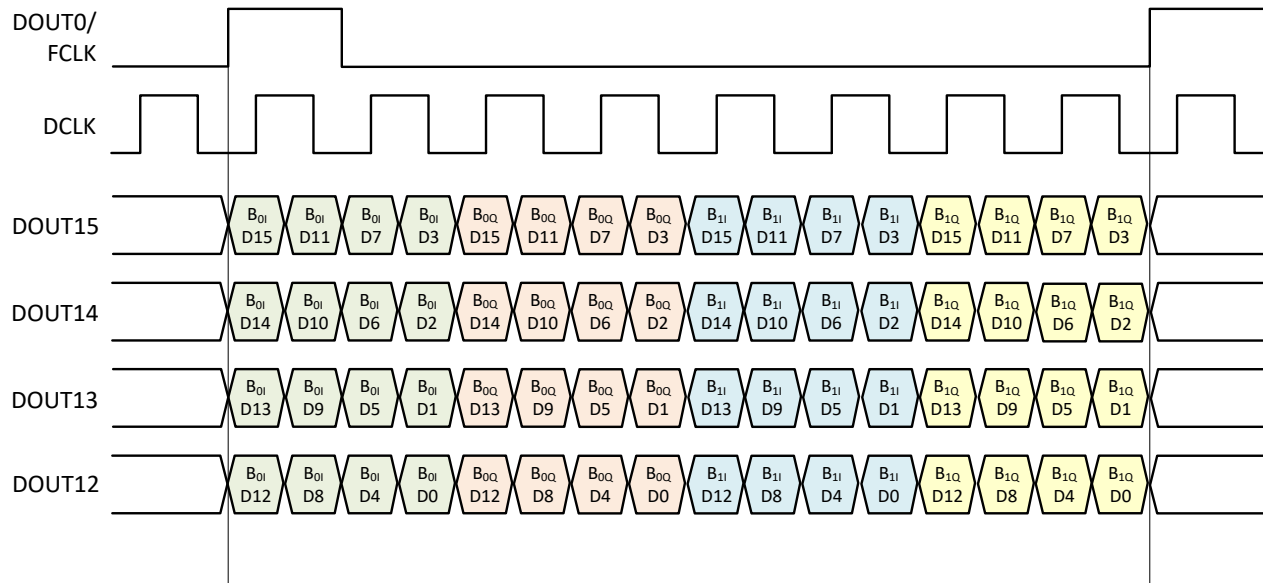 DOUT0/
FCLK
DCLK
DOUT15
B0I B0I B0I B0I B0Q B0Q B0Q B0Q B1I B1I B1I B1I B1Q B1Q B1Q B1Q
D15 D11 D7 D3 D15 D11 D7 D3 D15 D11 D7 D3 D15 D11 D7 D3
DOUT14
B0I B0I B0I B0I B0Q B0Q B0Q B0Q B1I B1I B1I B1I B1Q B1Q B1Q B1Q
D14 D10 D6 D2 D14 D10 D6 D2 D14 D10 D6 D2 D14 D10 D6 D2
DOUT13
B0I B0I B0I B0I B0Q B0Q B0Q B0Q B1I B1I B1I B1I B1Q B1Q B1Q B1Q
D13 D9 D5 D1 D13 D9 D5 D1 D13 D9 D5 D1 D13 D9 D5 D1
DOUT12
B0I B0I B0I B0I B0Q B0Q B0Q B0Q B1I B1I B1I B1I B1Q B1Q B1Q B1Q
D12 D8 D4 D0 D12 D8 D4 D0 D12 D8 D4 D0 D12 D8 D4 D0